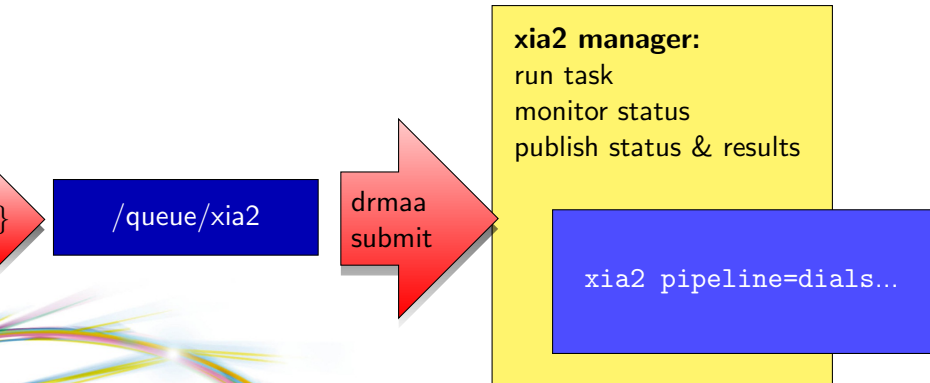 }
/queue/xia2
drmaa
submit
xia2 manager:
run task
monitor status
publish status & results
xia2 pipeline=dials...